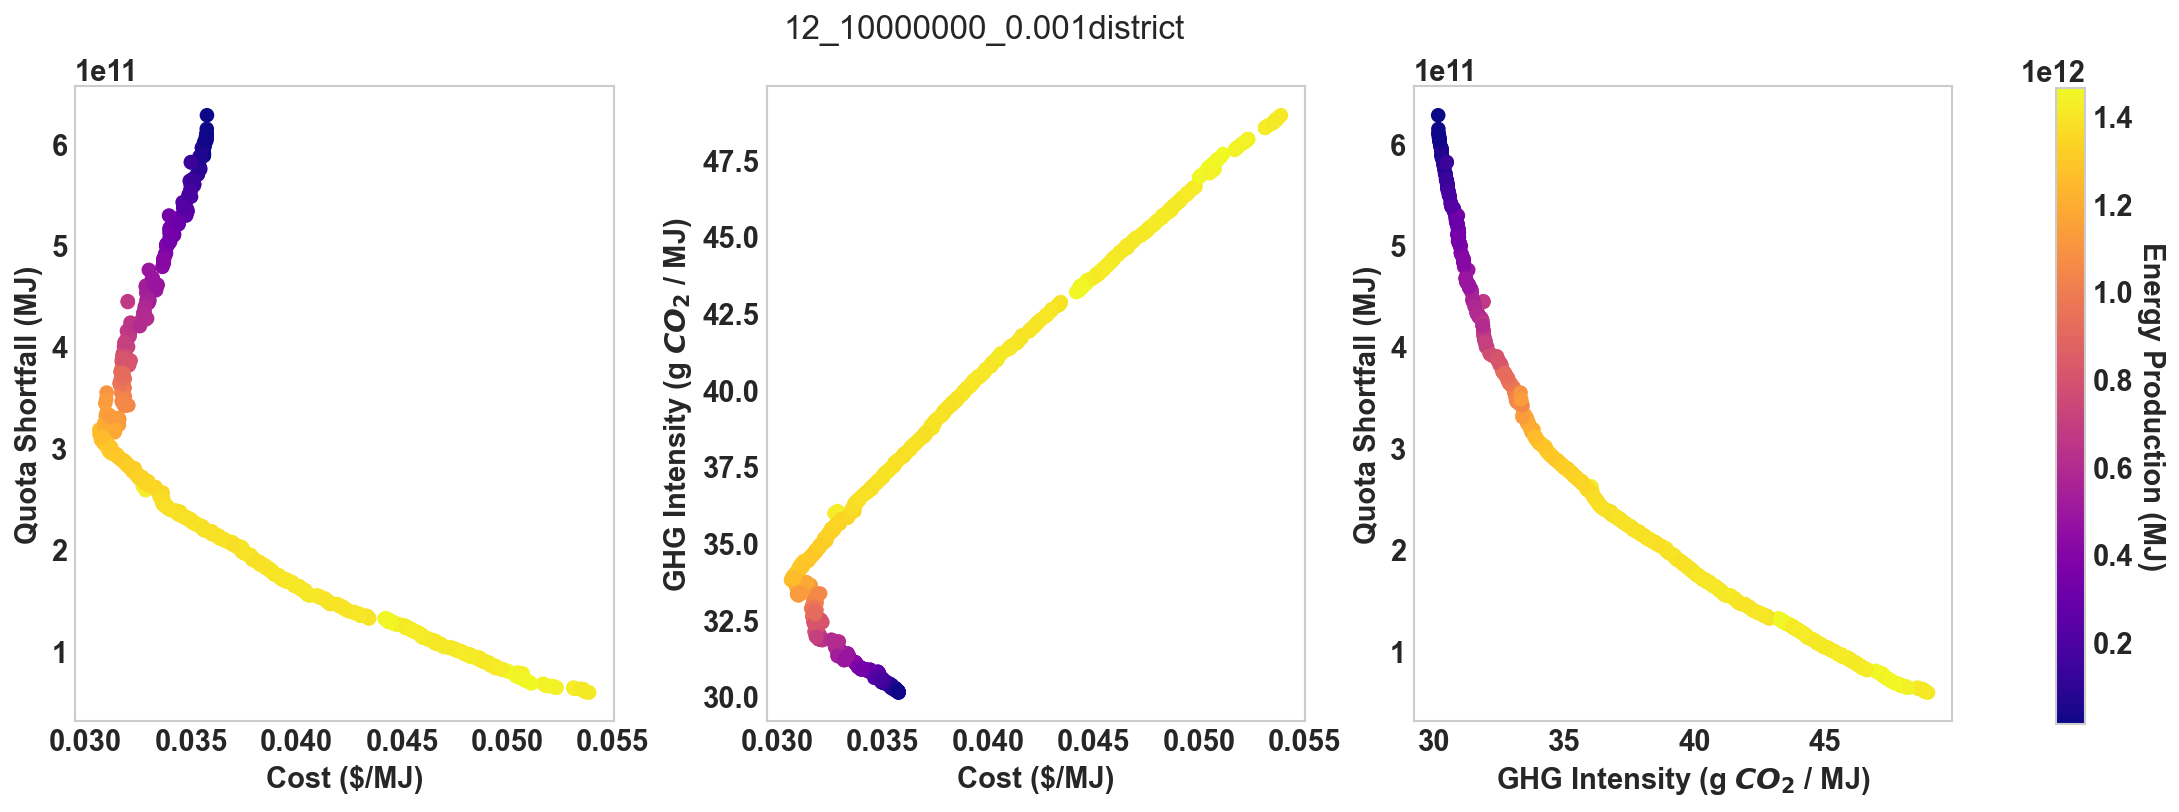 12_10000000_0.001district
1e11
6
5
4
3
2
1
Quota Shortfall (MJ)
0.030 0.035 0.040 0.045 0.050 0.055
Cost ($/MJ)
47.5
45.0
42.5
40.0
37.5
35.0
32.5
30.0
GHG Intensity (g CO2 / MJ)
0.030 0.035 0.040 0.045 0.050 0.055
Cost ($/MJ)
1e11
6
5
4
3
2
1
Quota Shortfall (MJ)
30 35 40 45
GHG Intensity (g CO2 / MJ)
1e12
1.4
1.2
1.0
0.8
0.6
0.4
0.2
Energy Production (MJ)